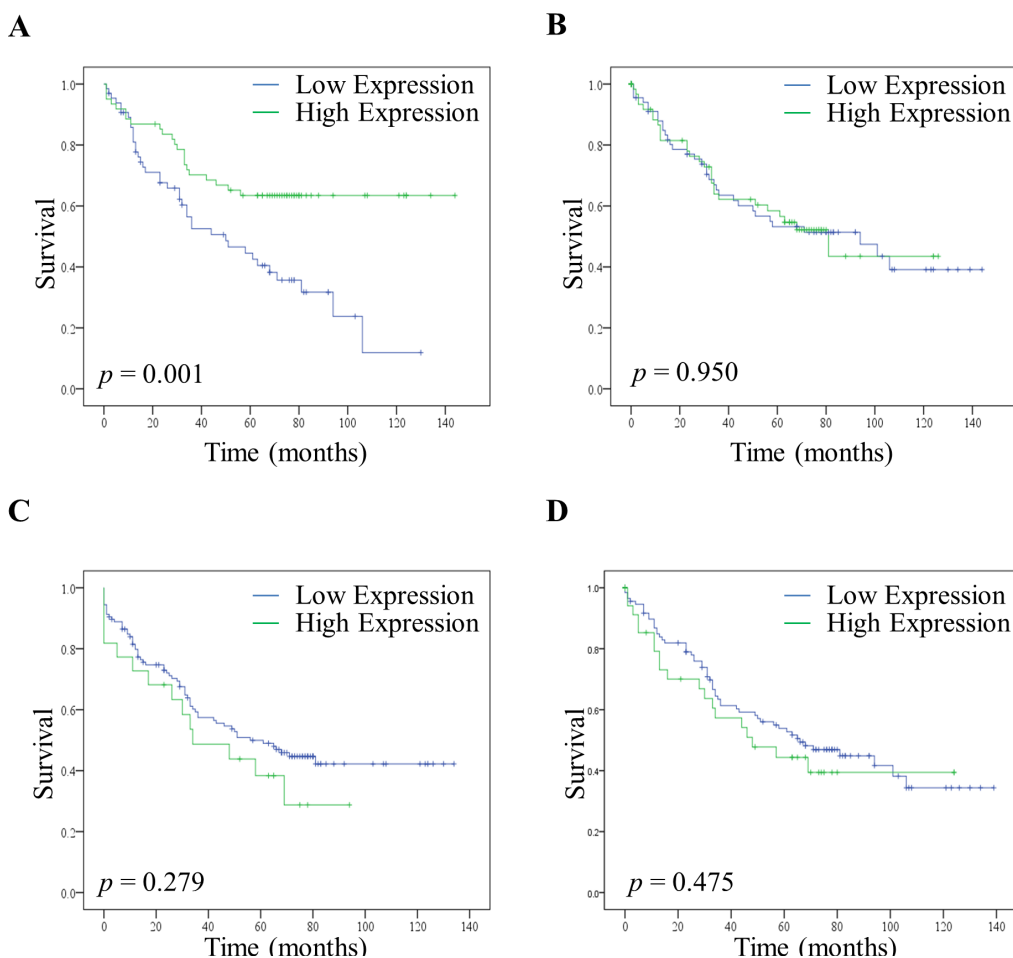 A
Low Expression
High Expression
1.0
0.8
0.6
0.4
0.2
0.0
Survival
p = 0.001
0 20 40 60 80 100 120 140
Time (months)
B
Low Expression
High Expression
1.0
0.8
0.6
0.4
0.2
0.0
Survival
p = 0.950
0 20 40 60 80 100 120 140
Time (months)
C
Low Expression
High Expression
1.0
0.8
0.6
0.4
0.2
0.0
Survival
p = 0.279
0 20 40 60 80 100 120 140
Time (months)
D
Low Expression
High Expression
1.0
0.8
0.6
0.4
0.2
0.0
Survival
p = 0.475
0 20 40 60 80 100 120 140
Time (months)